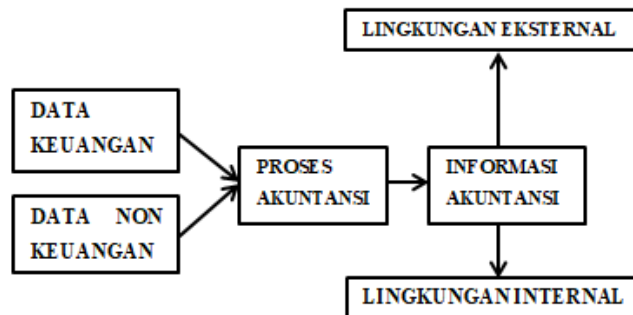 LINGKUNGAN EKSTERNAL
DATA
KEUANGAN
PROSES
AKUNTANSI
INFORMASI
AKUNTANSI
DATA NON
KEUANGAN
LINGKUNGAN INTERNAL